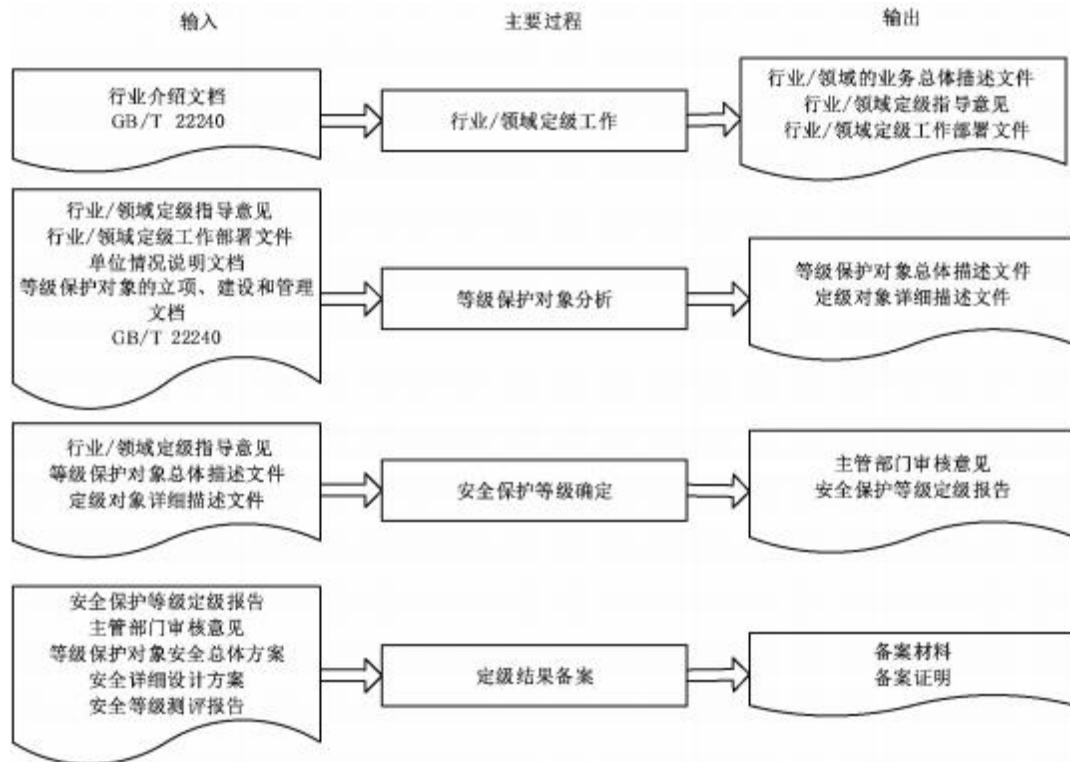 输入
主要过程
输出
行业介绍文档
GB/T 22240
行业/领域定级工作
行业/领域的业务总体描述文件
行业/领域定级指导意见
行业/领域定级工作部署文件
行业/领域定级指导意见
行业/领域定级工作部署文件
单位情况说明文档
等级保护对象的立项、建设和管理
文档
GB/T 22240
等级保护对象分析
等级保护对象总体描述文件
定级对象详细描述文件
行业/领域定级指导意见
等级保护对象总体描述文件
定级对象详细描述文件
安全保护等级确定
主管部门审核意见
安全保护等级定级报告
安全保护等级定级报告
主管部门审核意见
等级保护对象安全总体方案
安全详细设计方案
安全等级测评报告
定级结果备案
备案材料
备案证明